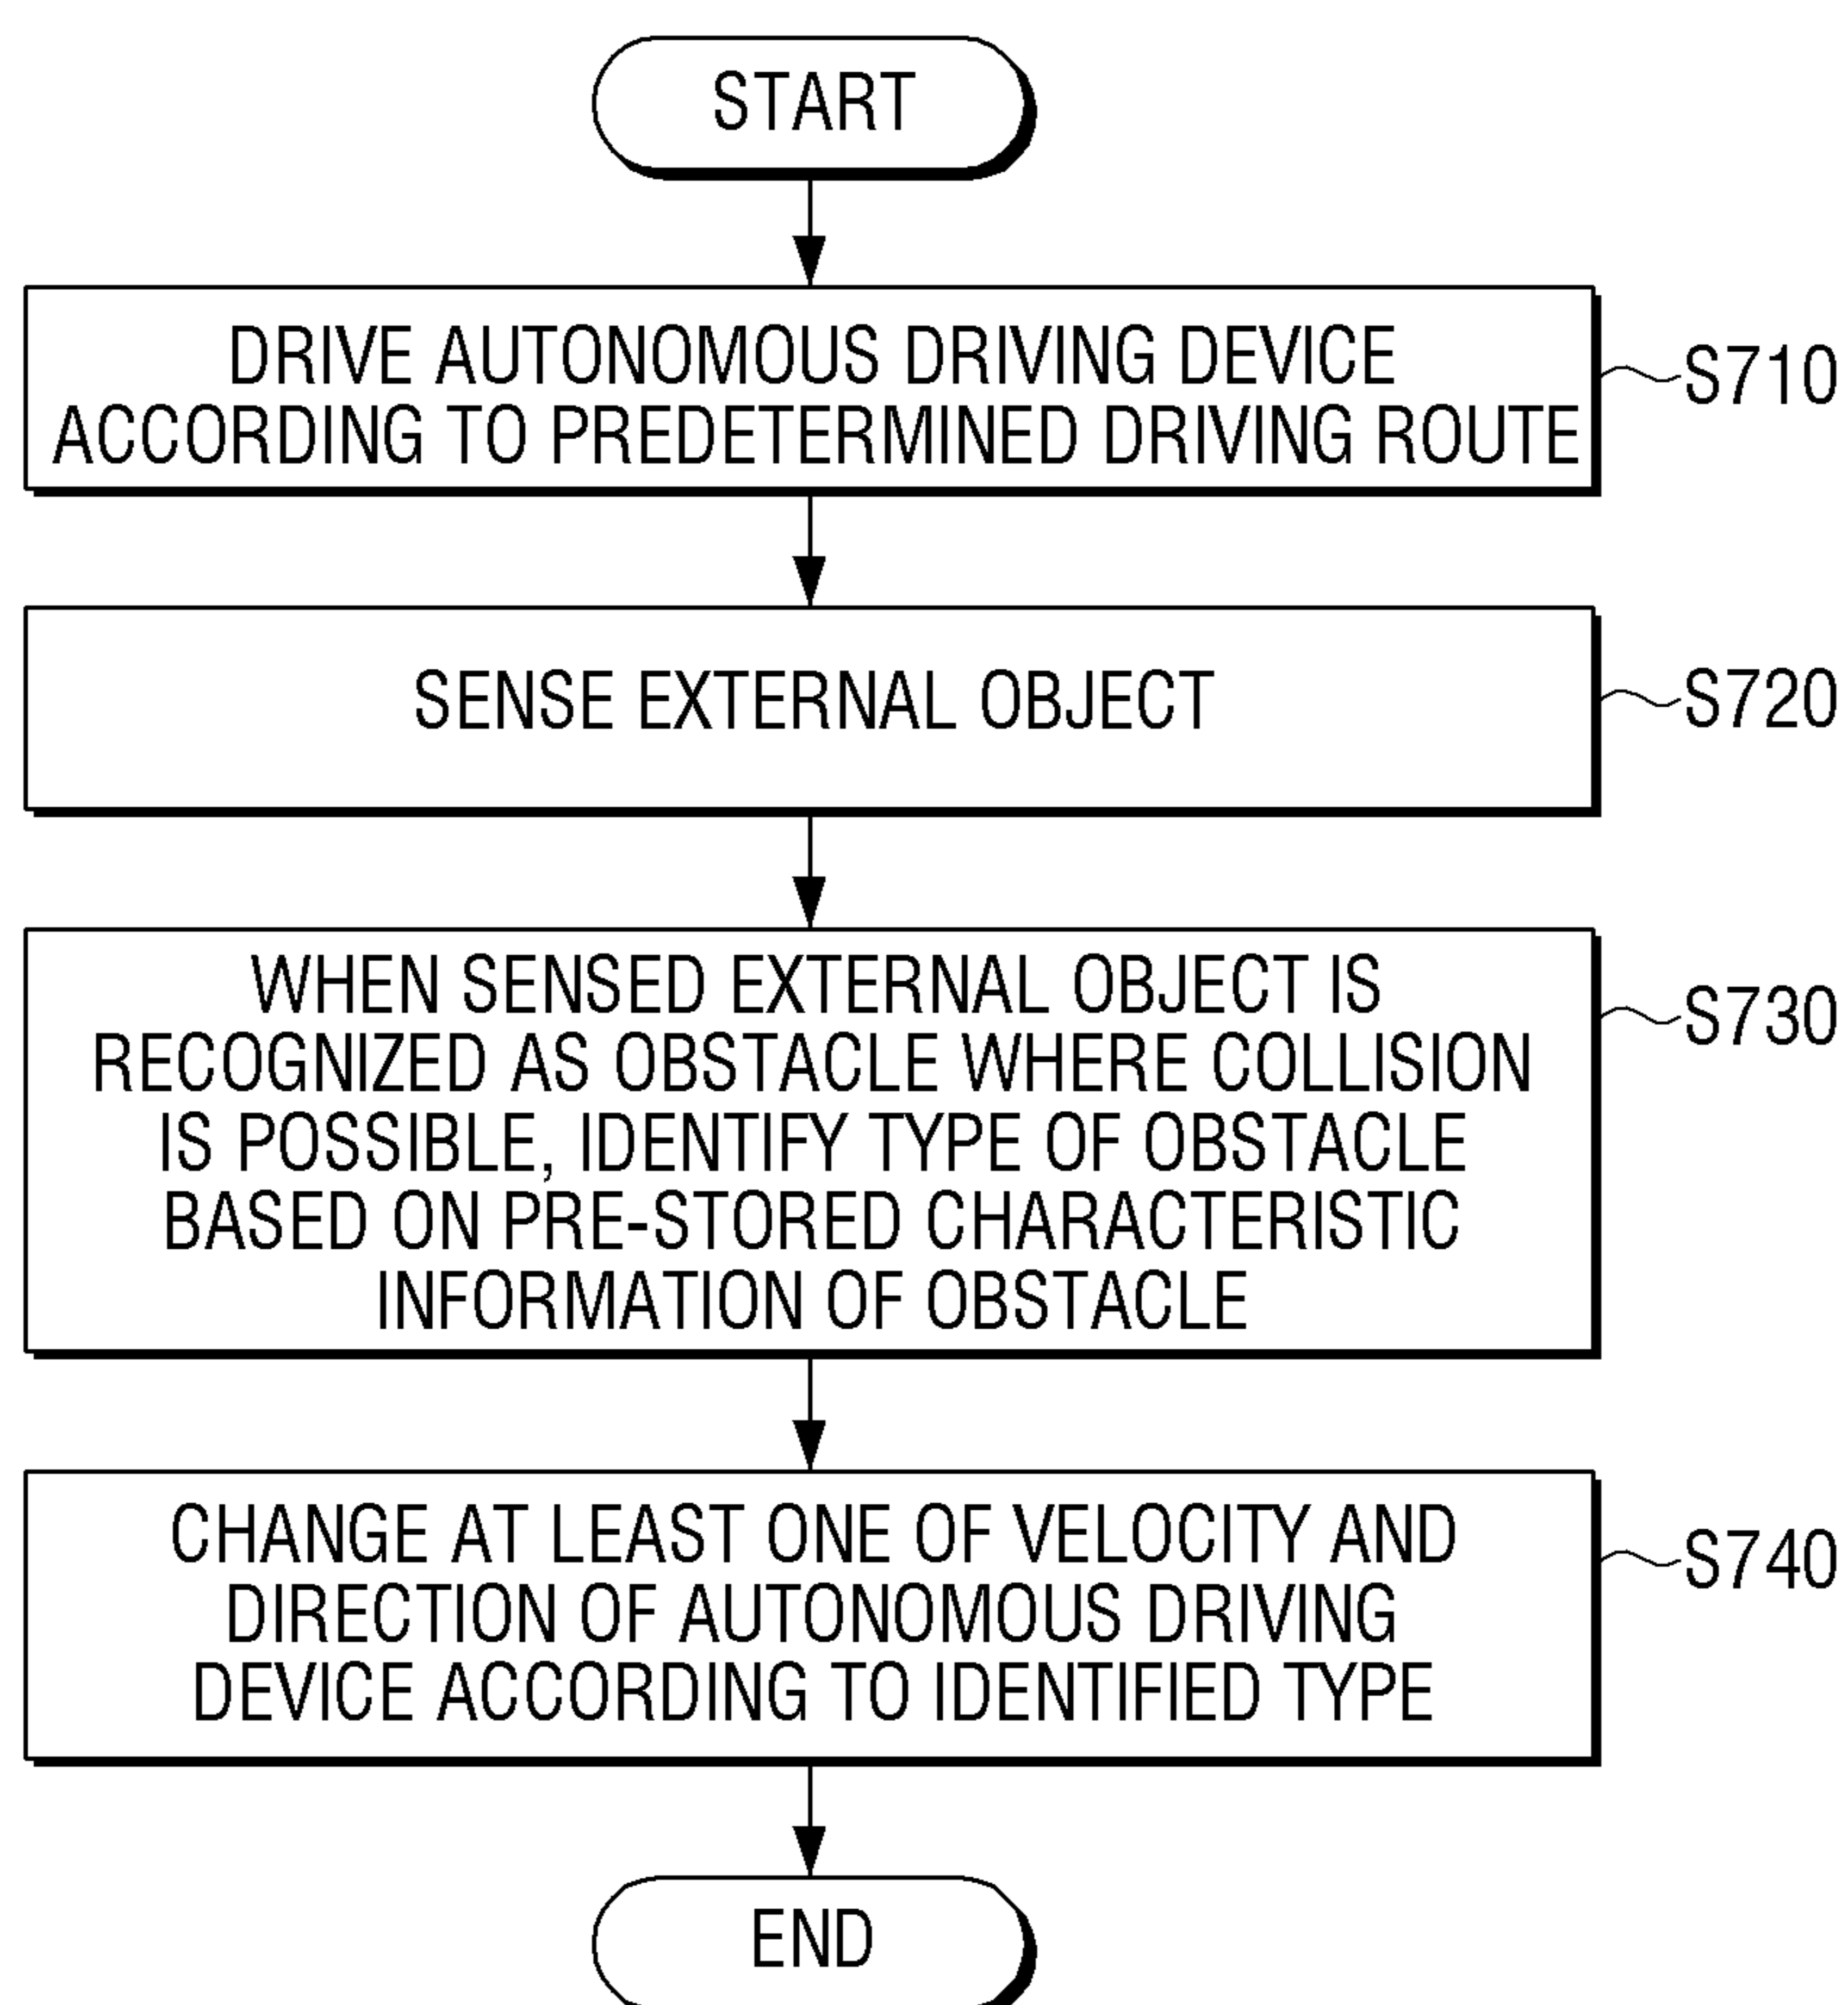 START
DRIVE AUTONOMOUS DRIVING DEVICE
ACCORDING TO PREDETERMINED DRIVING ROUTE
S710
SENSE EXTERNAL OBJECT
S720
WHEN SENSED EXTERNAL OBJECT IS
RECOGNIZED AS OBSTACLE WHERE COLLISION
IS POSSIBLE, IDENTIFY TYPE OF OBSTACLE
BASED ON PRE-STORED CHARACTERISTIC
INFORMATION OF OBSTACLE
S730
CHANGE AT LEAST ONE OF VELOCITY AND
DIRECTION OF AUTONOMOUS DRIVING
DEVICE ACCORDING TO IDENTIFIED TYPE
S740
END